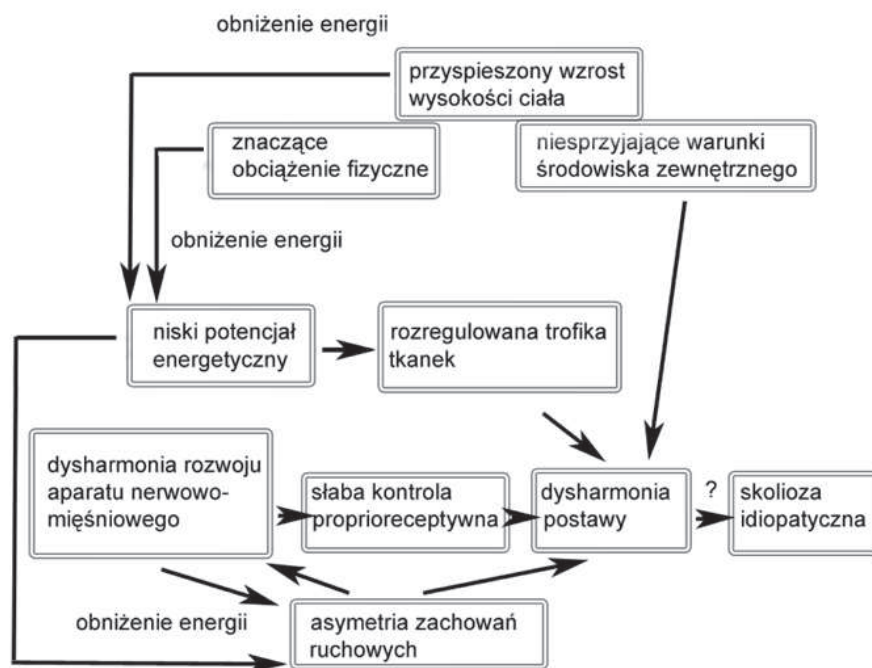 obniżenie energii
przyspieszony wzrost
wysokości ciała
znaczące
obciążenie fizyczne
niesprzyjające warunki
środowiska zewnętrznego
obniżenie energii
niski potencjał
energetyczny
rozregulowana trofika
tkanek
dysharmonia rozwoju
aparatu nerwowo-
mięśniowego
słaba kontrola
proprioreceptywna
dysharmonia
postawy
?
skolioza
idiopatyczna
obniżenie energii
asymetria zachowań
ruchowych